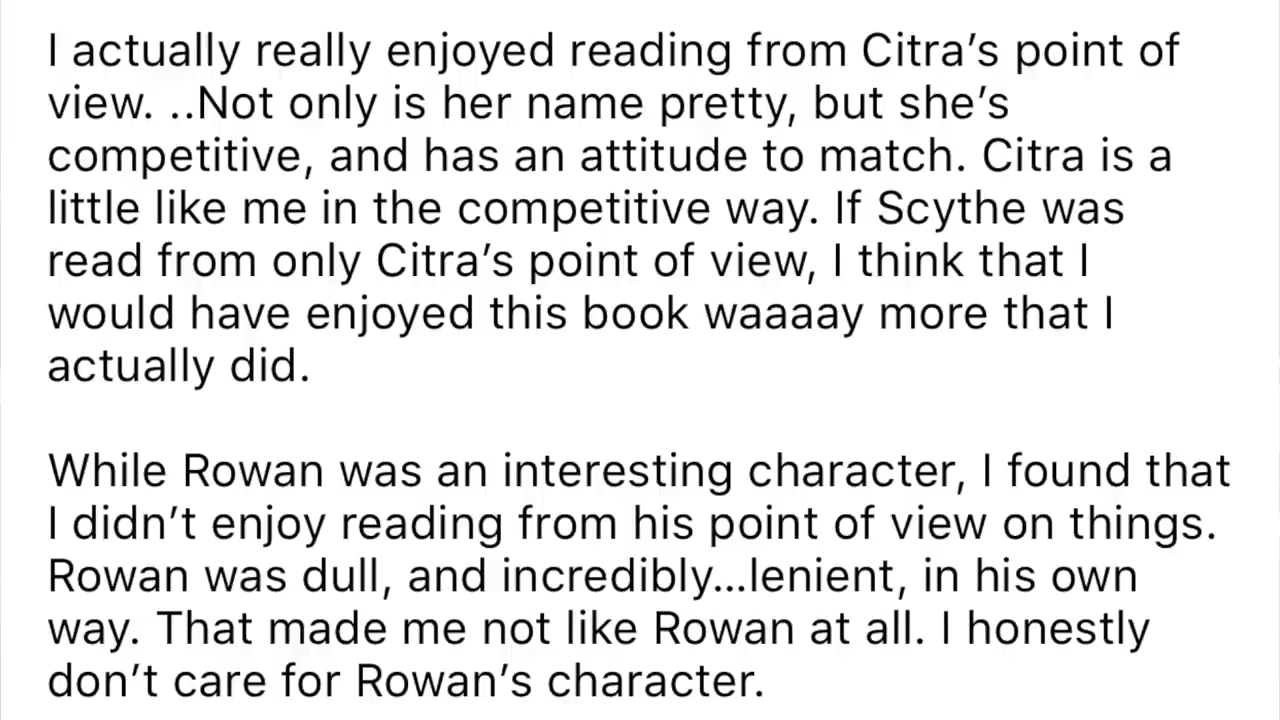 I actually really enjoyed reading from Citra’s point of
view. ..Not only is her name pretty, but she’s
competitive, and has an attitude to match. Citra is a
little like me in the competitive way. If Scythe was
read from only Citra’s point of view, I think that I
would have enjoyed this book waaaay more that I
actually did.

While Rowan was an interesting character, I found that
I didn’t enjoy reading from his point of view on things.
Rowan was dull, and incredibly...lenient, in his own
way. That made me not like Rowan at all. I honestly
don’t care for Rowan’s character.